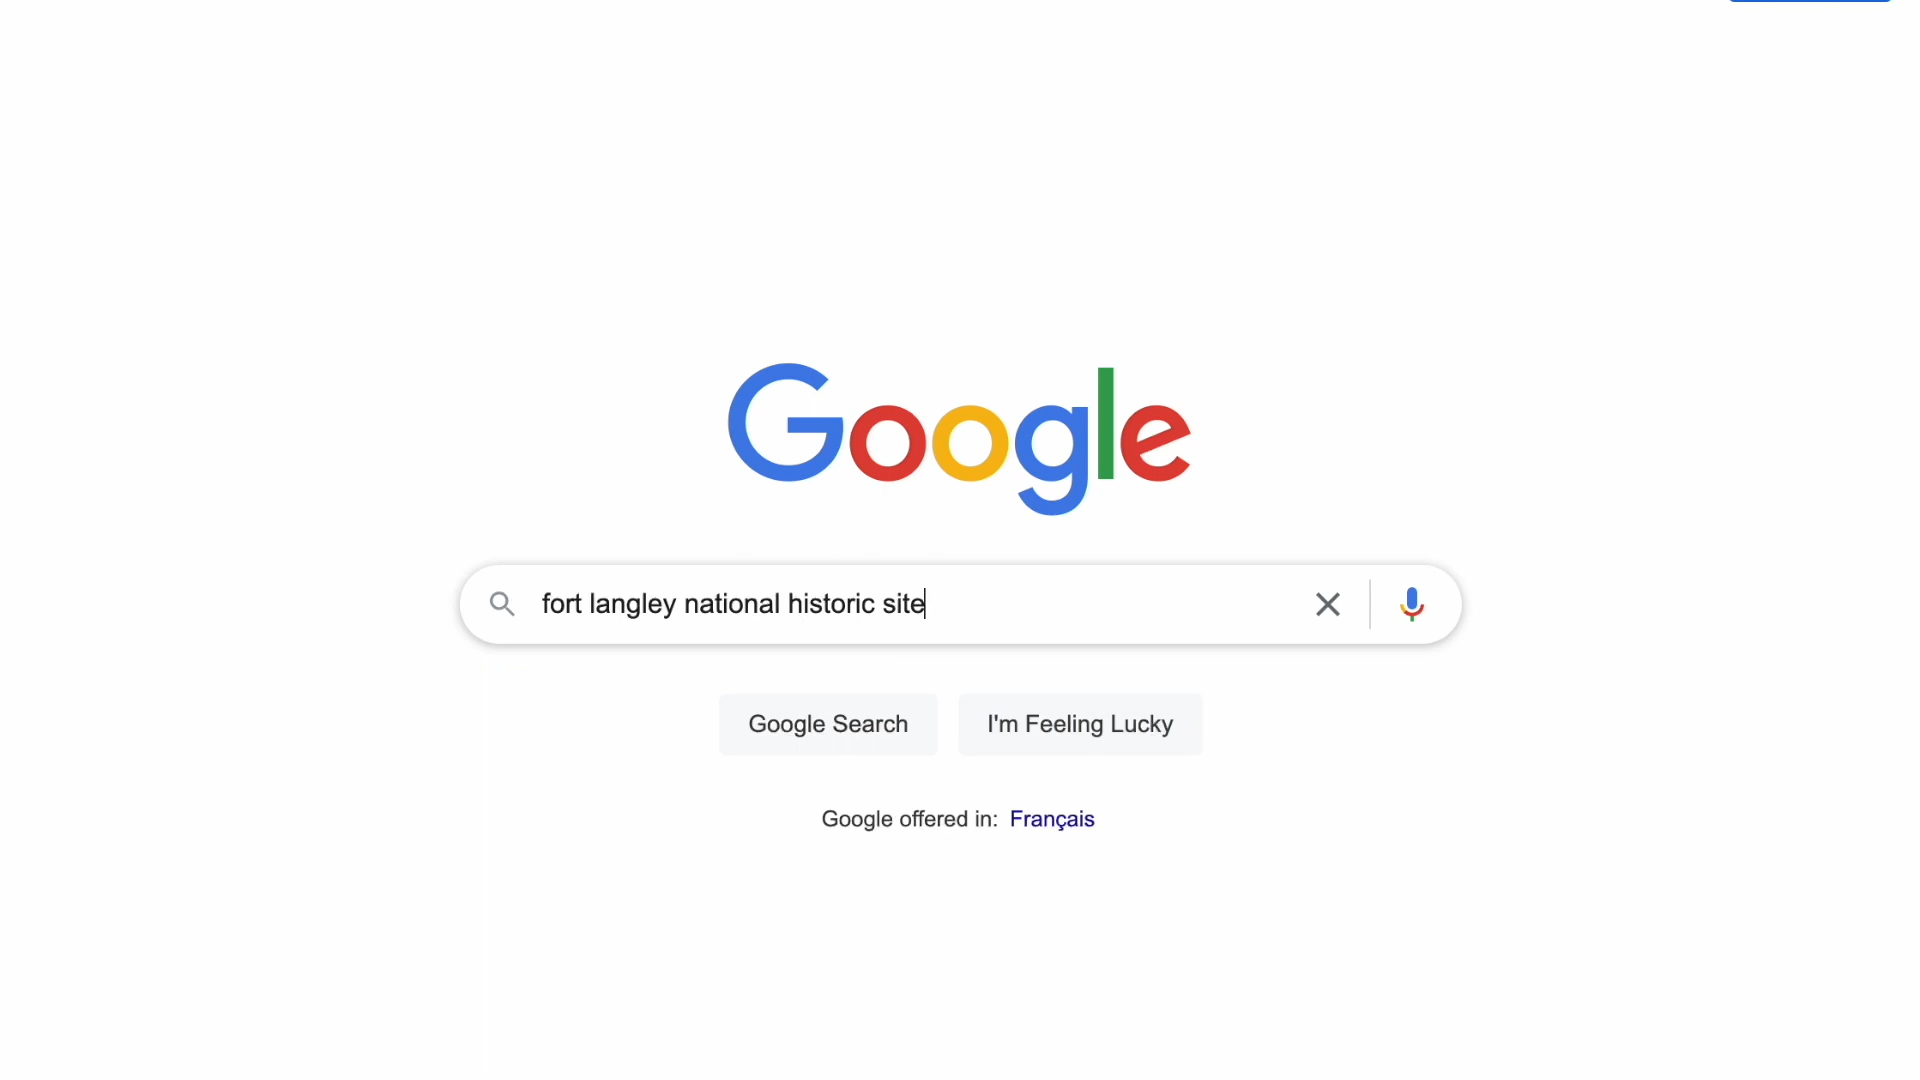 Google
fort langley national historic site
Google Search
I'm Feeling Lucky
Google offered in: Français